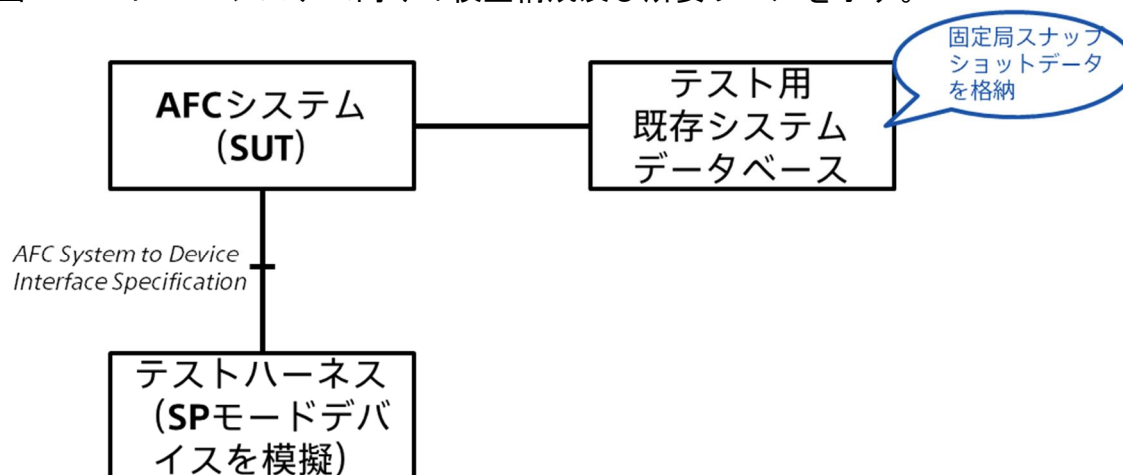 AFCシステム
（SUT）
テスト用
既存システム
データベース
固定局スナップ
ショットデータ
を格納
AFC System to Device
Interface Specification
テストハーネス
（SPモードデバ
イスを模擬）